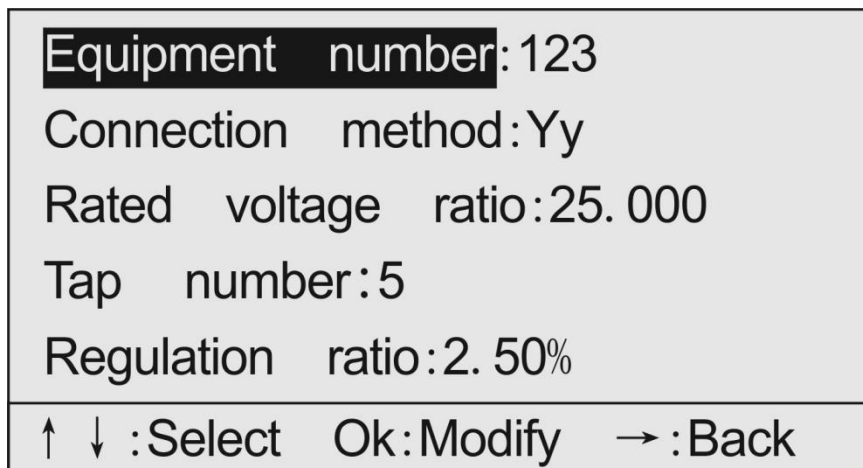 Equipment number:123
Connection method:Yy
Rated voltage ratio:25.000
Tap number:5
Regulation ratio:2.50%
↑ ↓ :Select Ok:Modify → :Back